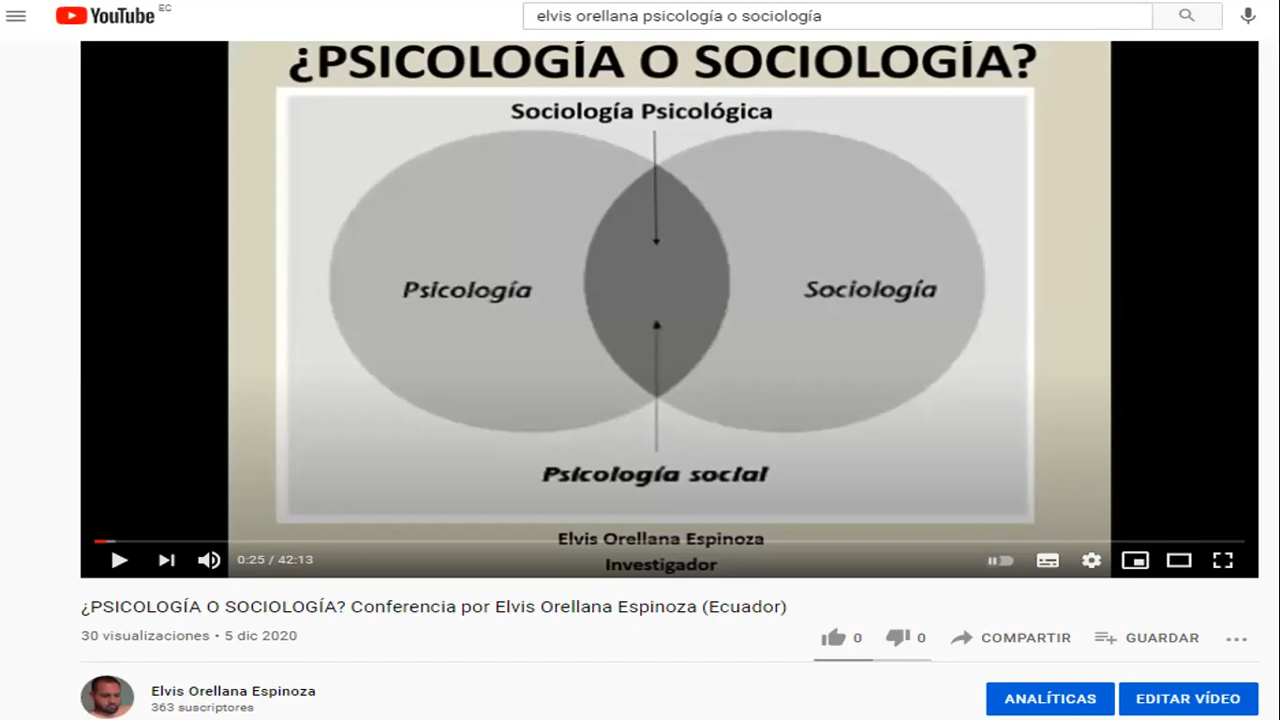 YouTube EC
elvis orellana psicología o sociología
¿PSICOLOGÍA O SOCIOLOGÍA?
Sociología Psicológica
Psicología
Sociología
Psicología social
Elvis Orellana Espinoza
Investigador
0:25 / 42:13
¿PSICOLOGÍA O SOCIOLOGÍA? Conferencia por Elvis Orellana Espinoza (Ecuador)
30 visualizaciones • 5 dic 2020
0
0
COMPARTIR
GUARDAR
Elvis Orellana Espinoza
363 suscriptores
ANALÍTICAS
EDITAR VÍDEO